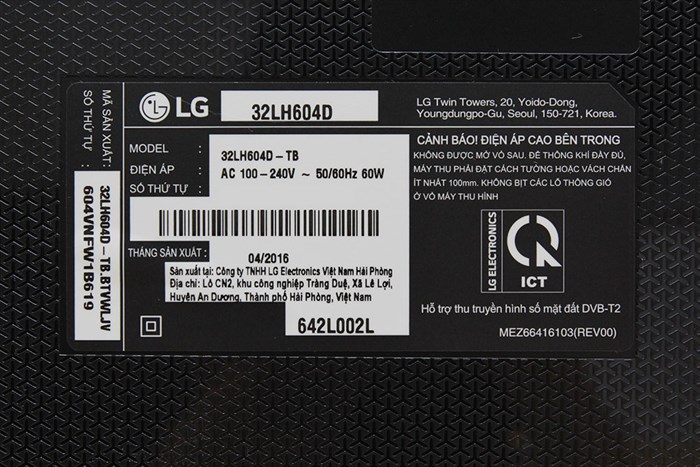 LG
32LH604D
LG Twin Towers, 20, Yoido-Dong,
Youngdungpo-Gu, Seoul, 150-721, Korea.
MODEL :
32LH604D - TB
ĐIỆN ÁP :
AC 100 - 240V ~ 50/60Hz 60W
SỐ THỨ TỰ :
THÁNG SẢN XUẤT :
04/2016
Sản xuất tại: Công ty TNHH LG Electronics Việt Nam Hải Phòng
Địa chỉ: Lô CN2, khu công nghiệp Tràng Duệ, Xã Lê Lợi,
Huyện An Dương, Thành phố Hải Phòng, Việt Nam
642L002L
CẢNH BÁO! ĐIỆN ÁP CAO BÊN TRONG
KHÔNG ĐƯỢC MỞ VỎ SAU. ĐỂ THÔNG KHÍ ĐẦY ĐỦ,
MÁY THU PHẢI ĐẶT CÁCH TƯỜNG HOẶC VÁCH CHẮN
ÍT NHẤT 100mm. KHÔNG BỊT CÁC LỖ THÔNG GIÓ
Ở VỎ MÁY THU HÌNH
LG ELECTRONICS
ICT
Hỗ trợ thu truyền hình số mặt đất DVB-T2
MEZ66416103(REV00)
MÃ SẢN XUẤT:
32LH604D-TB.BTVWLJV
SỐ THỨ TỰ :
604VNFW1B619